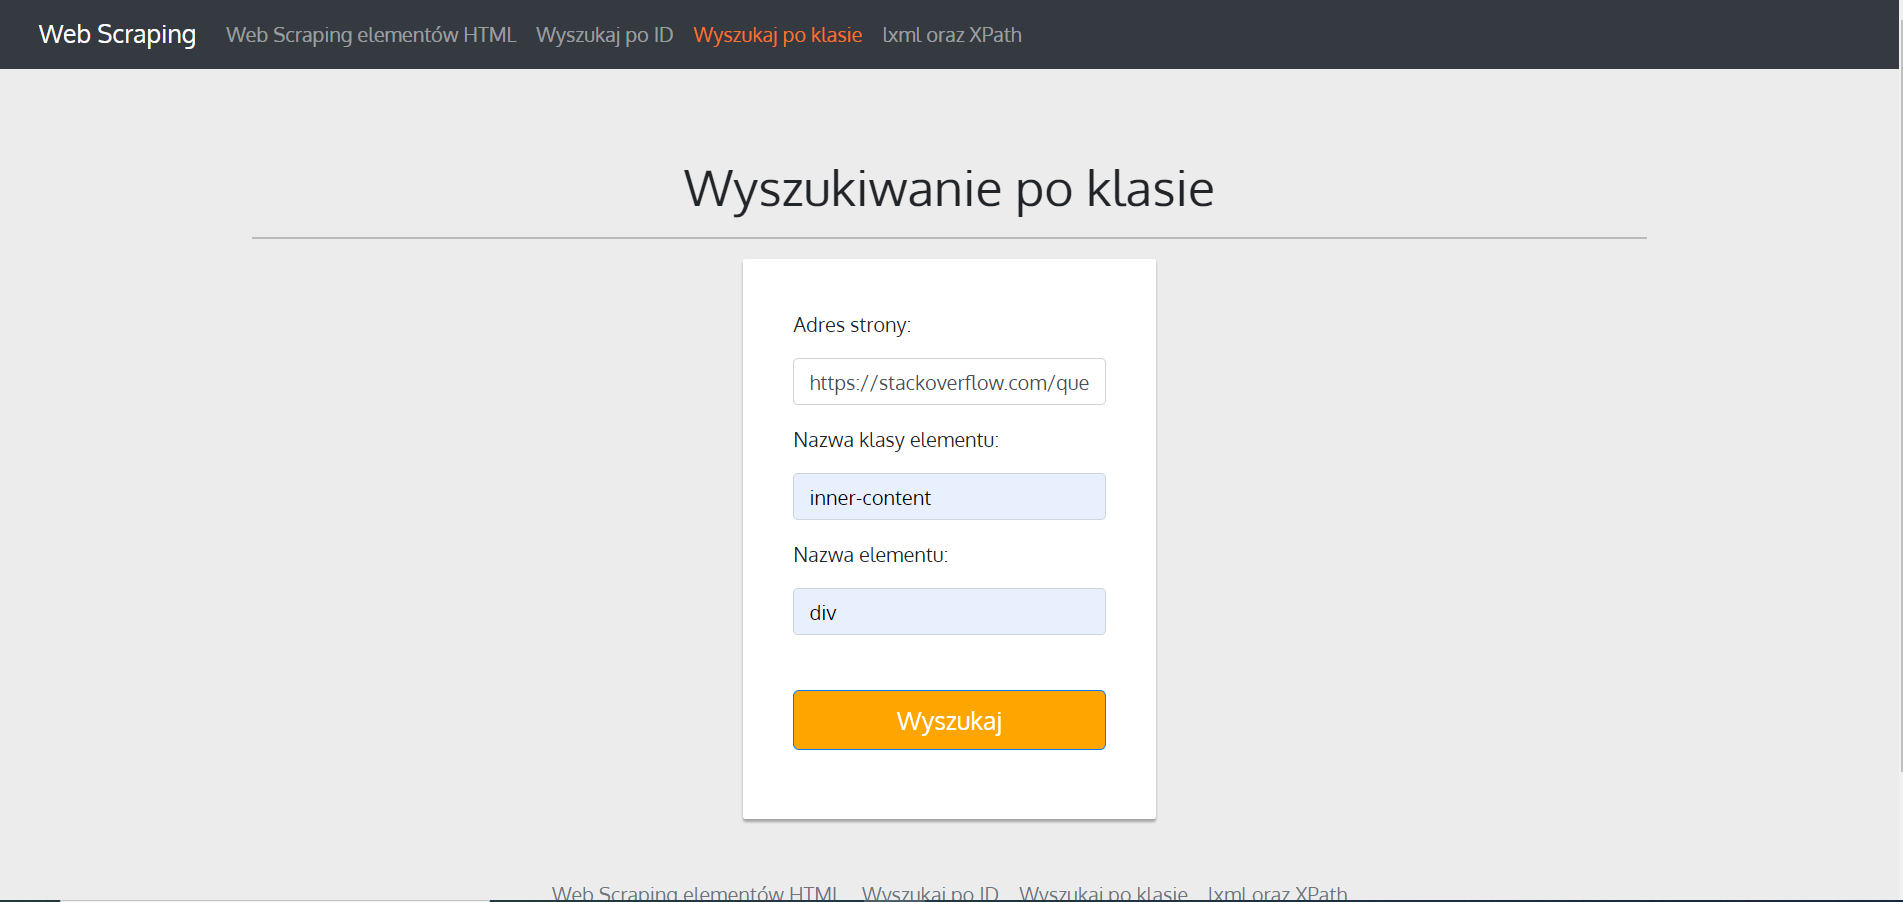 Web Scraping Web Scraping elementów HTML Wyszukaj po ID Wyszukaj po klasie lxml oraz XPath
Wyszukiwanie po klasie
Adres strony:
https://stackoverflow.com/que
Nazwa klasy elementu:
inner-content
Nazwa elementu:
div
Wyszukaj
Web Scraping elementów HTML Wyszukaj po ID Wyszukaj po klasie lxml oraz XPath